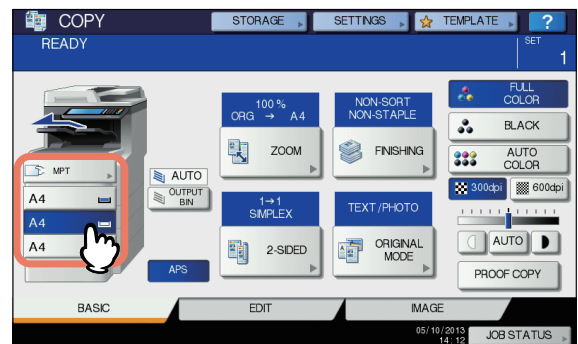 COPY
STORAGE
SETTINGS
TEMPLATE
?
READY
SET
1
MPT
A4
A4
A4
AUTO
OUTPUT
BIN
APS
100 %
ORG → A4
ZOOM
NON-SORT
NON-STAPLE
FINISHING
1→1
SIMPLEX
2-SIDED
TEXT/PHOTO
ORIGINAL
MODE
FULL
COLOR
BLACK
AUTO
COLOR
300dpi
600dpi
AUTO
PROOF COPY
BASIC
EDIT
IMAGE
05/10/2013
14:12
JOB STATUS